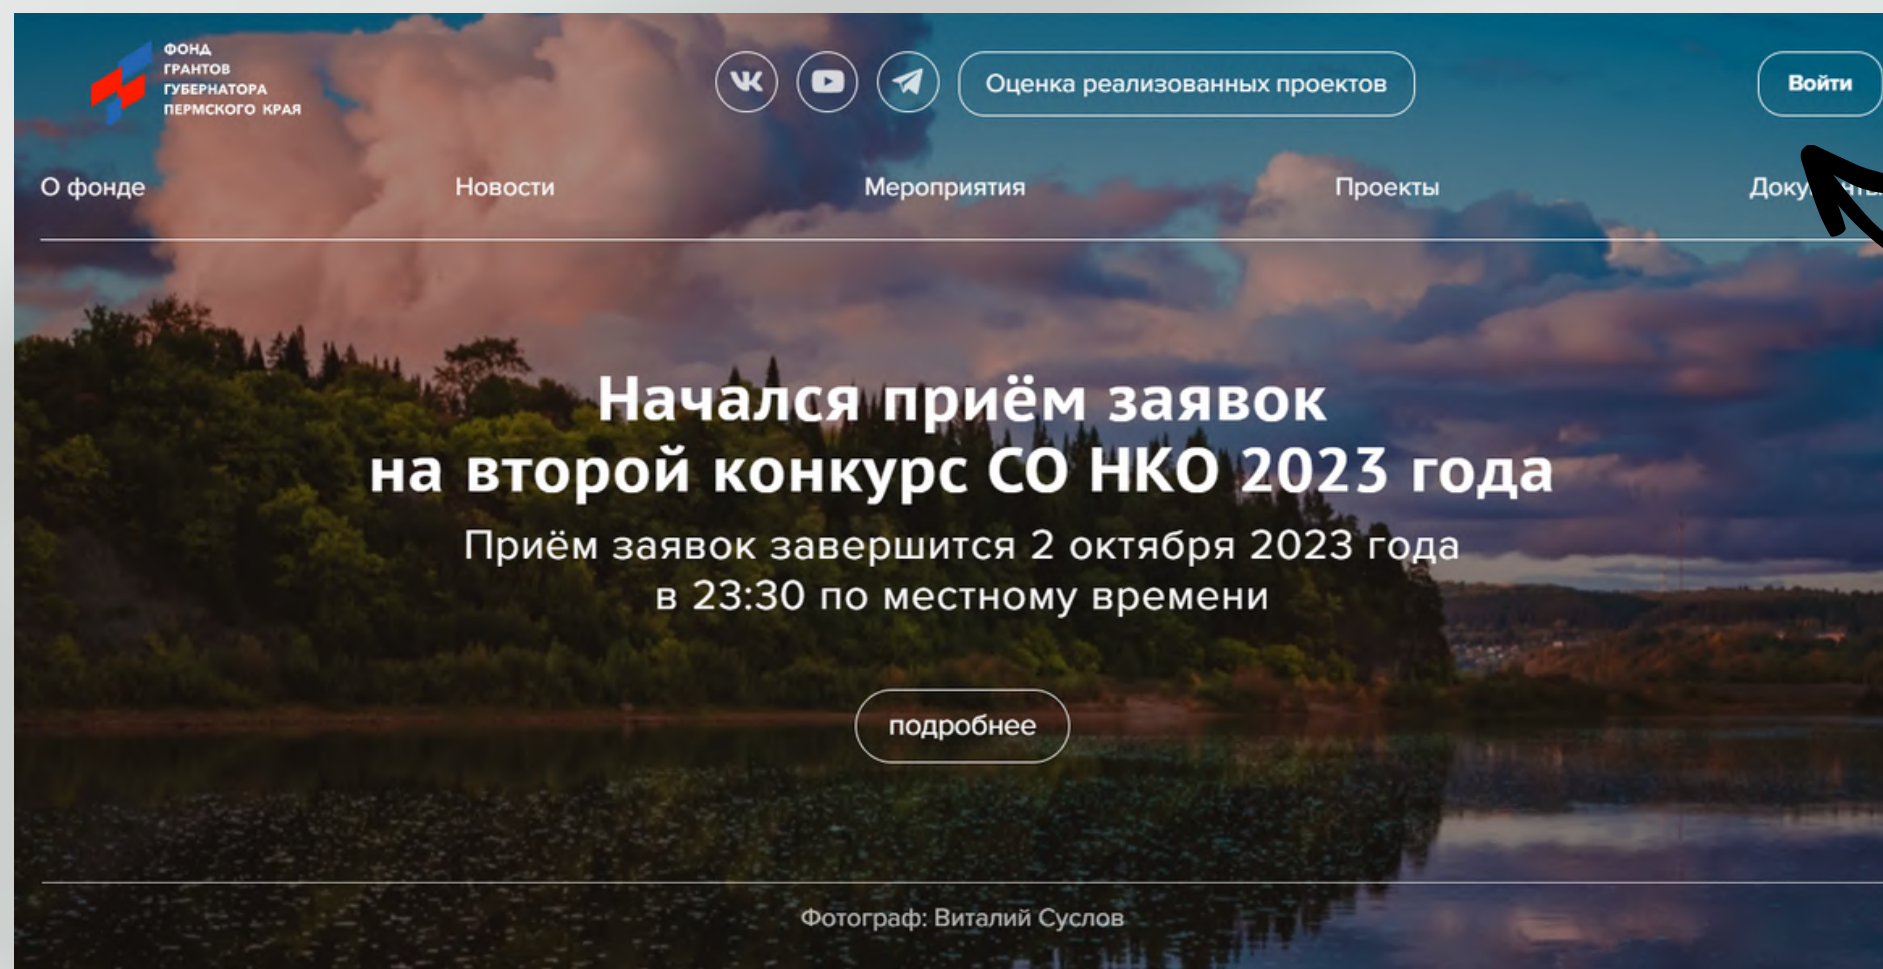 ФОНД
ГРАНТОВ
ГУБЕРНАТОРА
ПЕРМСКОГО КРАЯ
Оценка реализованных проектов
Войти
О фонде
Новости
Мероприятия
Проекты
Начался приём заявок
на второй конкурс СО НКО 2023 года
Приём заявок завершится 2 октября 2023 года
в 23:30 по местному времени
подробнее
Фотограф: Виталий Суслов